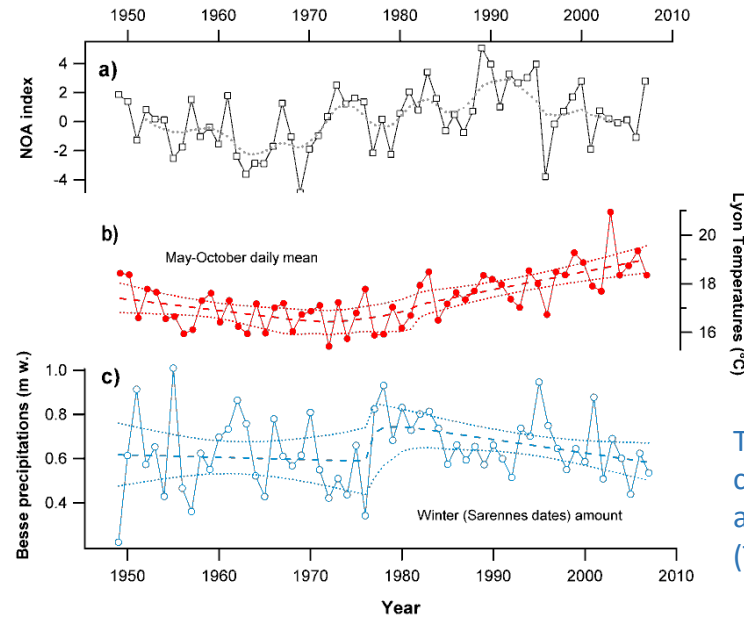 1950 1960 1970 1980 1990 2000 2010
a)
NOA index
4
2
0
-2
-4
b)
May-October daily mean
Lyon Temperatures (°C)
20
18
16
c)
Besse precipitations (m w.)
1.0
0.8
0.6
0.4
Winter (Sarennes dates) amount
1950 1960 1970 1980 1990 2000 2010
Year